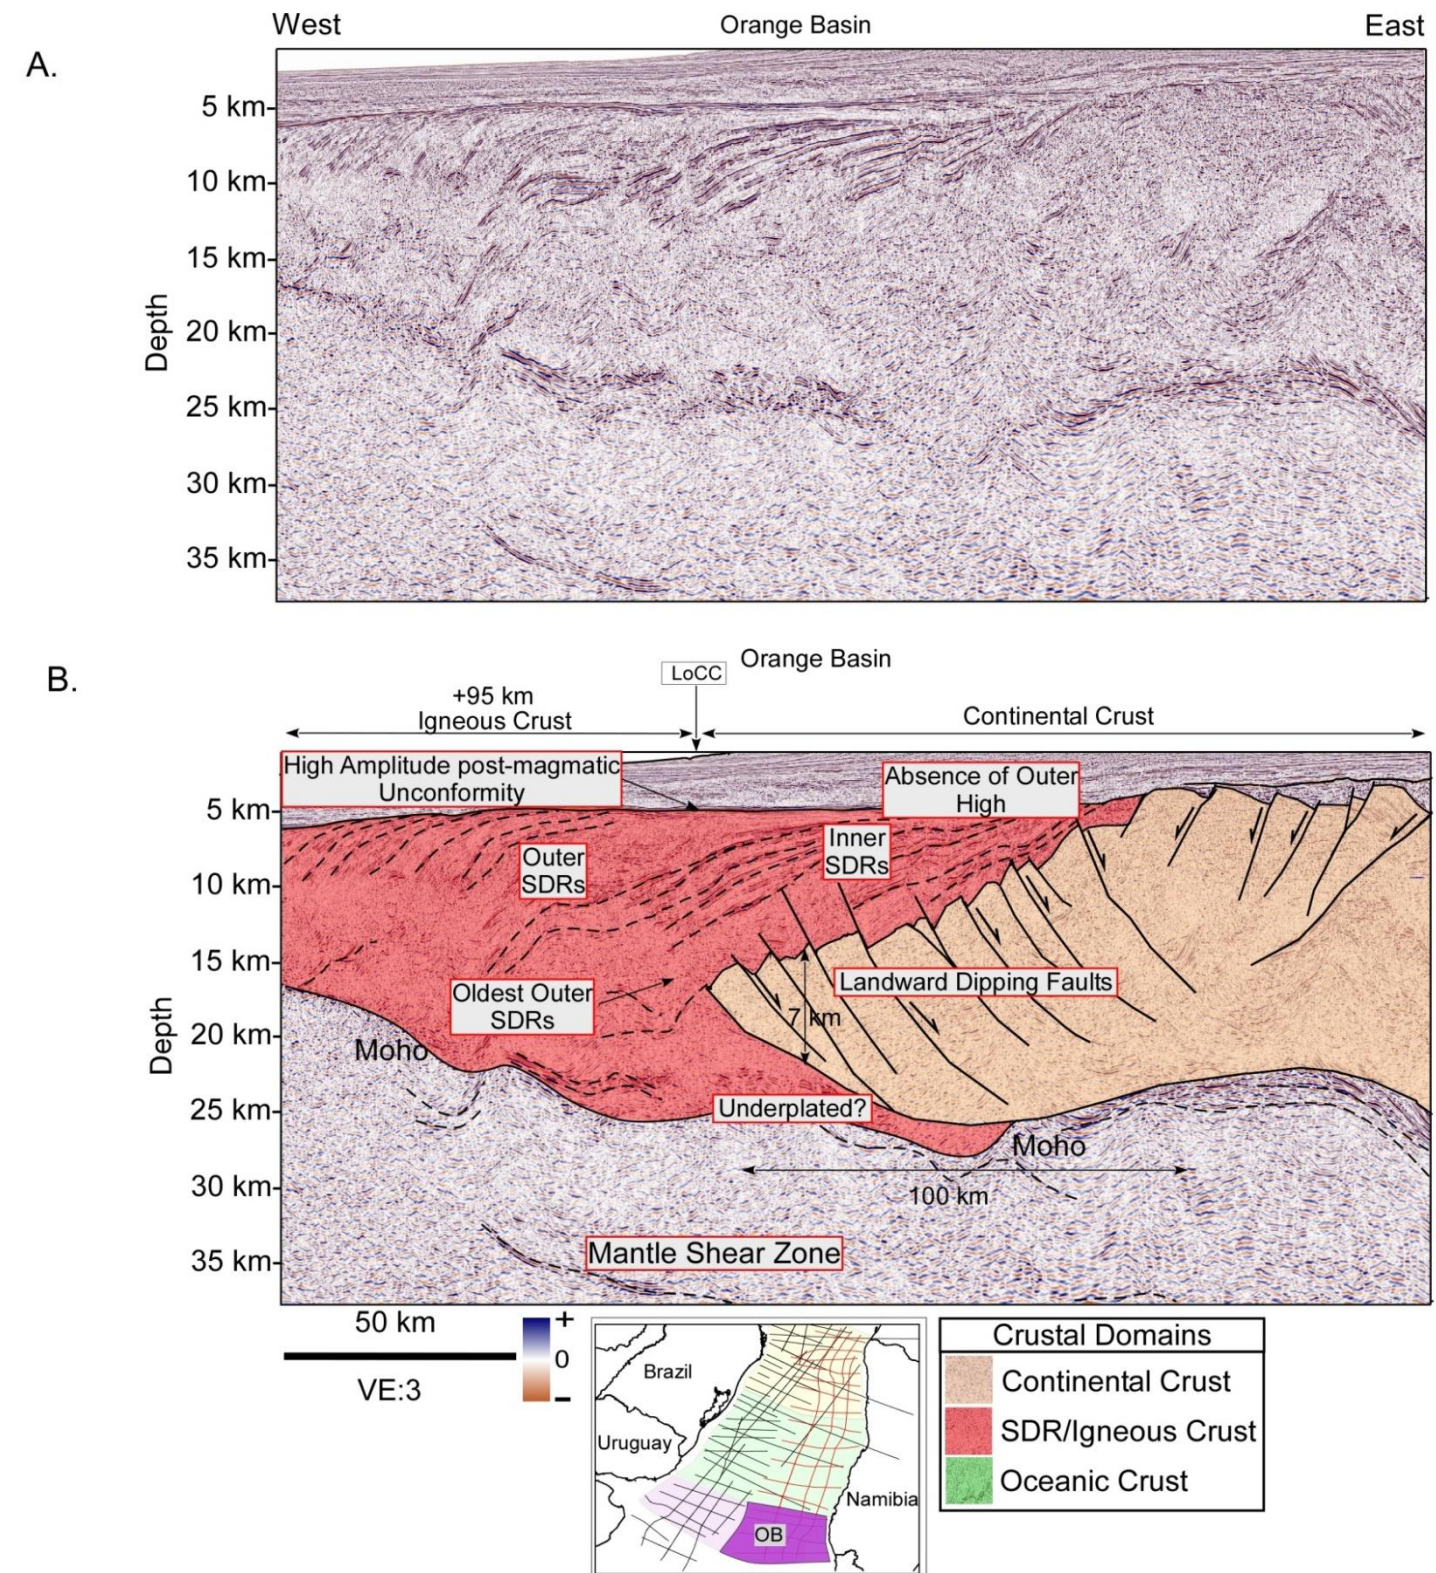 West
Orange Basin
East
A.
5 km
10 km
15 km
20 km
25 km
30 km
35 km
Depth
B.
LoCC
Orange Basin
+95 km
Igneous Crust
Continental Crust
High Amplitude post-magmatic
Unconformity
Absence of Outer
High
Outer
SDRs
Inner
SDRs
Oldest Outer
SDRs
Landward Dipping Faults
7 km
Moho
Underplated?
Moho
100 km
Mantle Shear Zone
5 km
10 km
15 km
20 km
25 km
30 km
35 km
Depth
50 km
VE:3
+
0
−
Brazil
Uruguay
Namibia
OB
Crustal Domains
Continental Crust
SDR/Igneous Crust
Oceanic Crust